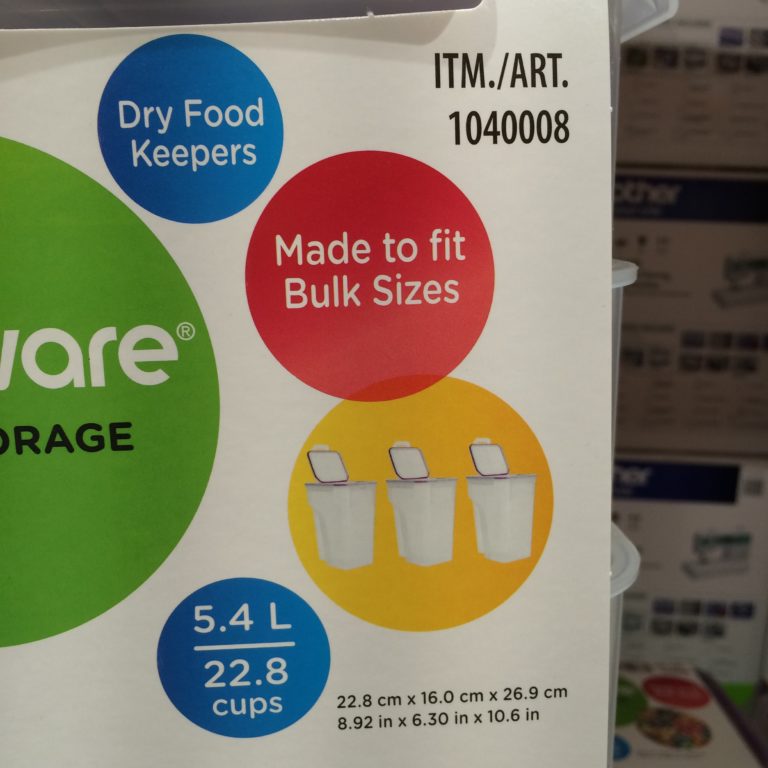 ITM./ART.
1040008
Dry Food
Keepers
Made to fit
Bulk Sizes
ware®
ORAGE
5.4 L
22.8
cups
22.8 cm x 16.0 cm x 26.9 cm
8.92 in x 6.30 in x 10.6 in
other